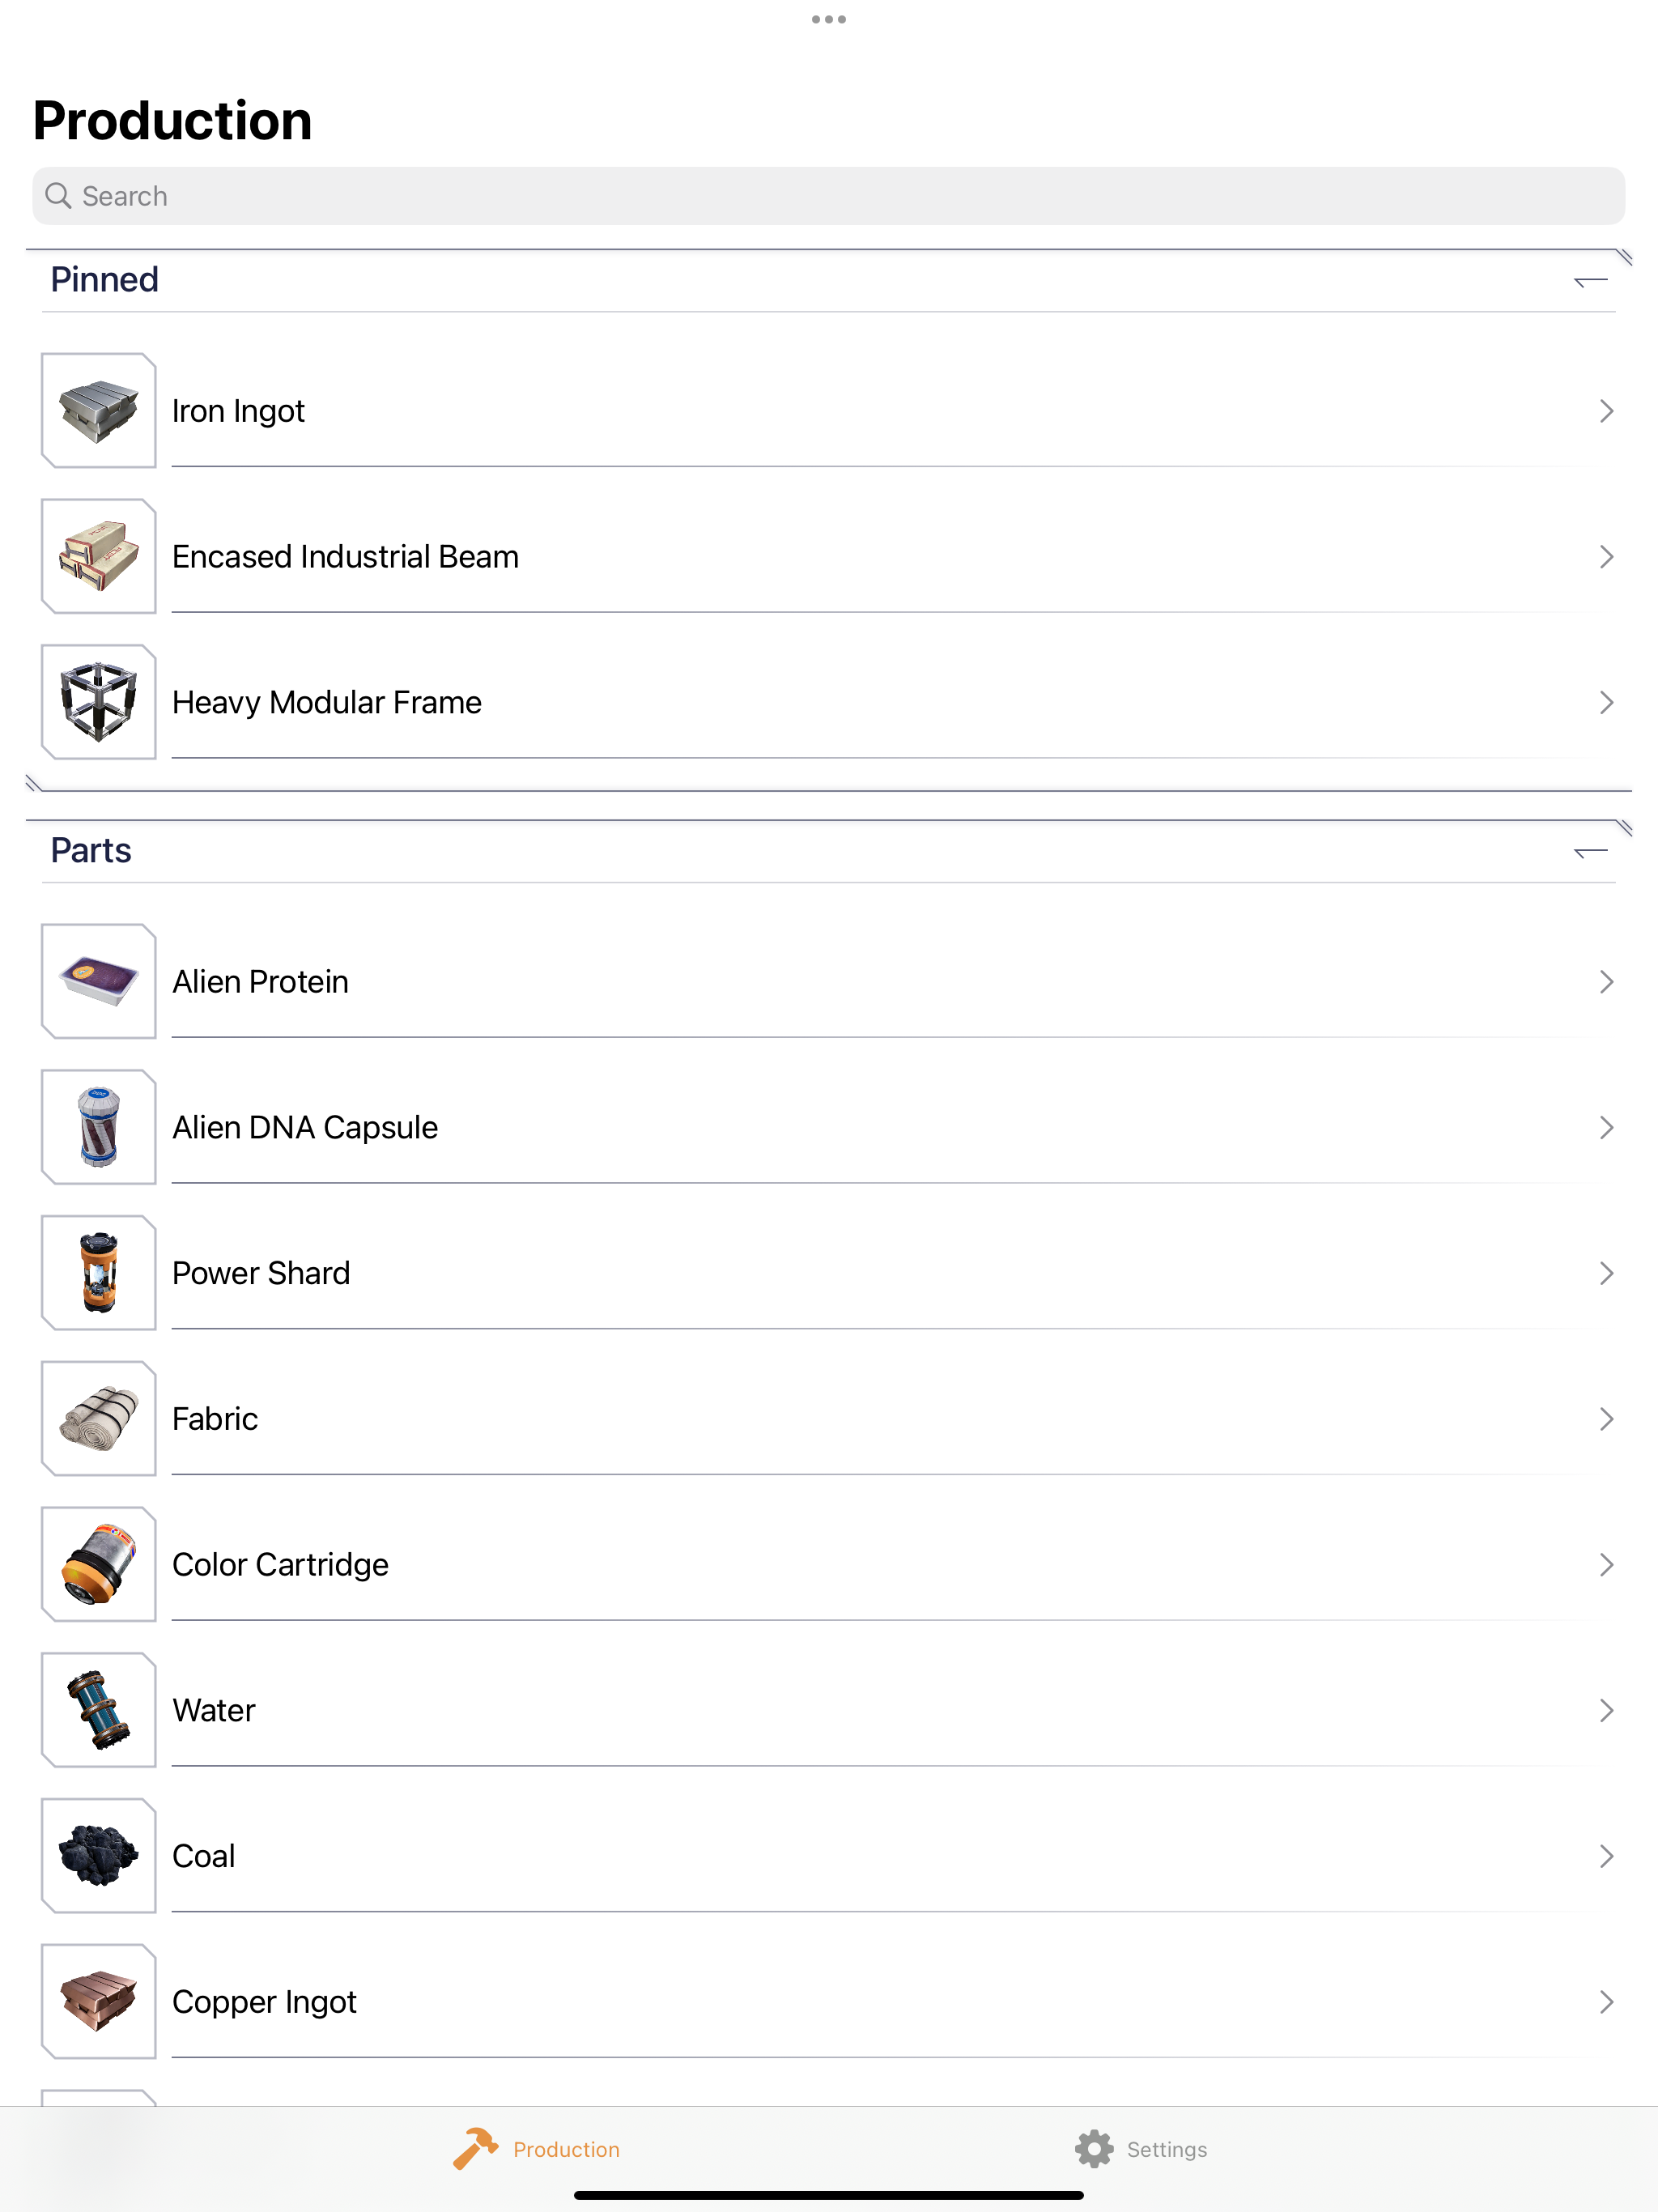 Production
Search
Pinned
Iron Ingot
Encased Industrial Beam
Heavy Modular Frame
Parts
Alien Protein
Alien DNA Capsule
Power Shard
Fabric
Color Cartridge
Water
Coal
Copper Ingot
Production
Settings